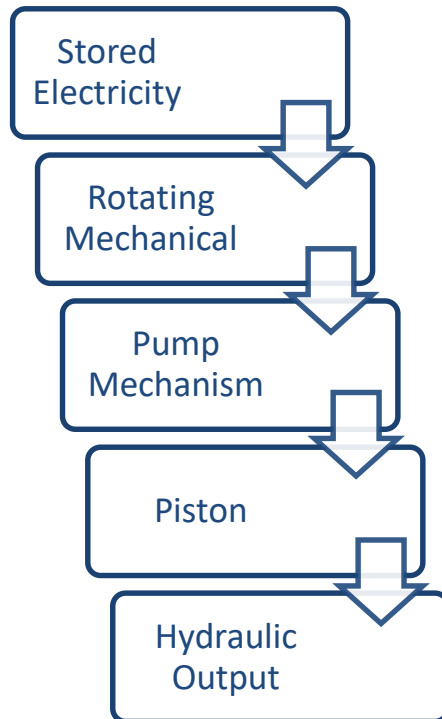 Stored
Electricity
Rotating
Mechanical
Pump
Mechanism
Piston
Hydraulic
Output